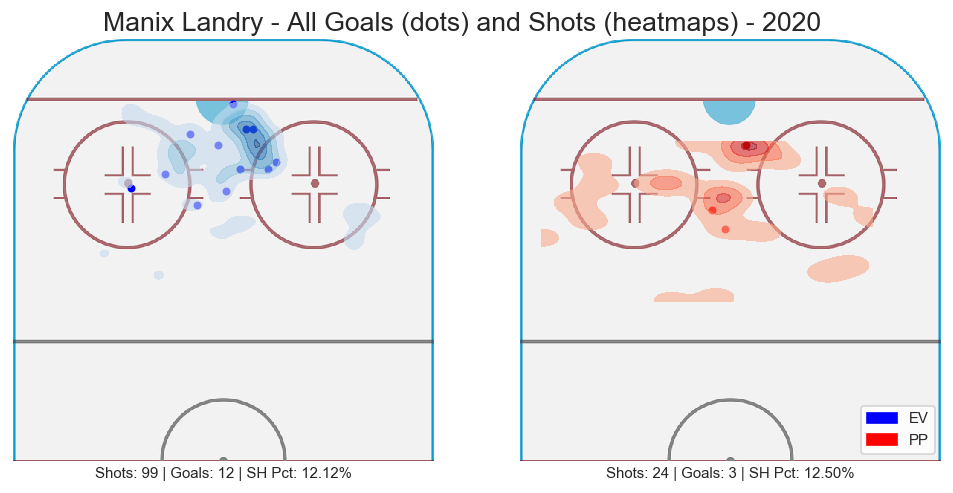 Manix Landry - All Goals (dots) and Shots (heatmaps) - 2020
EV
PP
Shots: 99 | Goals: 12 | SH Pct: 12.12%
Shots: 24 | Goals: 3 | SH Pct: 12.50%